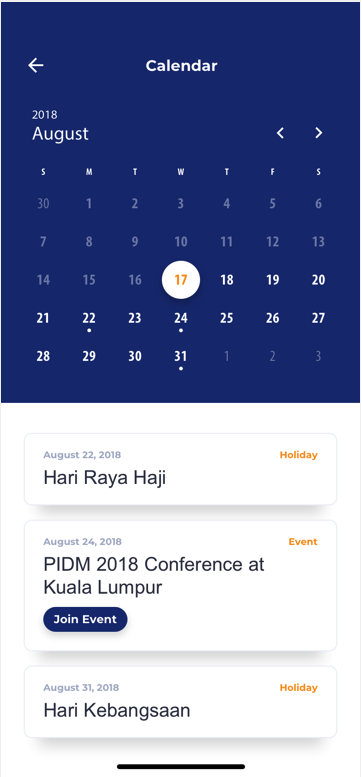 Calendar
2018
August
S M T W T F S
30 1 2 3 4 5 6
7 8 9 10 11 12 13
14 15 16 17 18 19 20
21 22 23 24 25 26 27
28 29 30 31 1 2 3
August 22, 2018 Holiday
Hari Raya Haji
August 24, 2018 Event
PIDM 2018 Conference at
Kuala Lumpur
Join Event
August 31, 2018 Holiday
Hari Kebangsaan